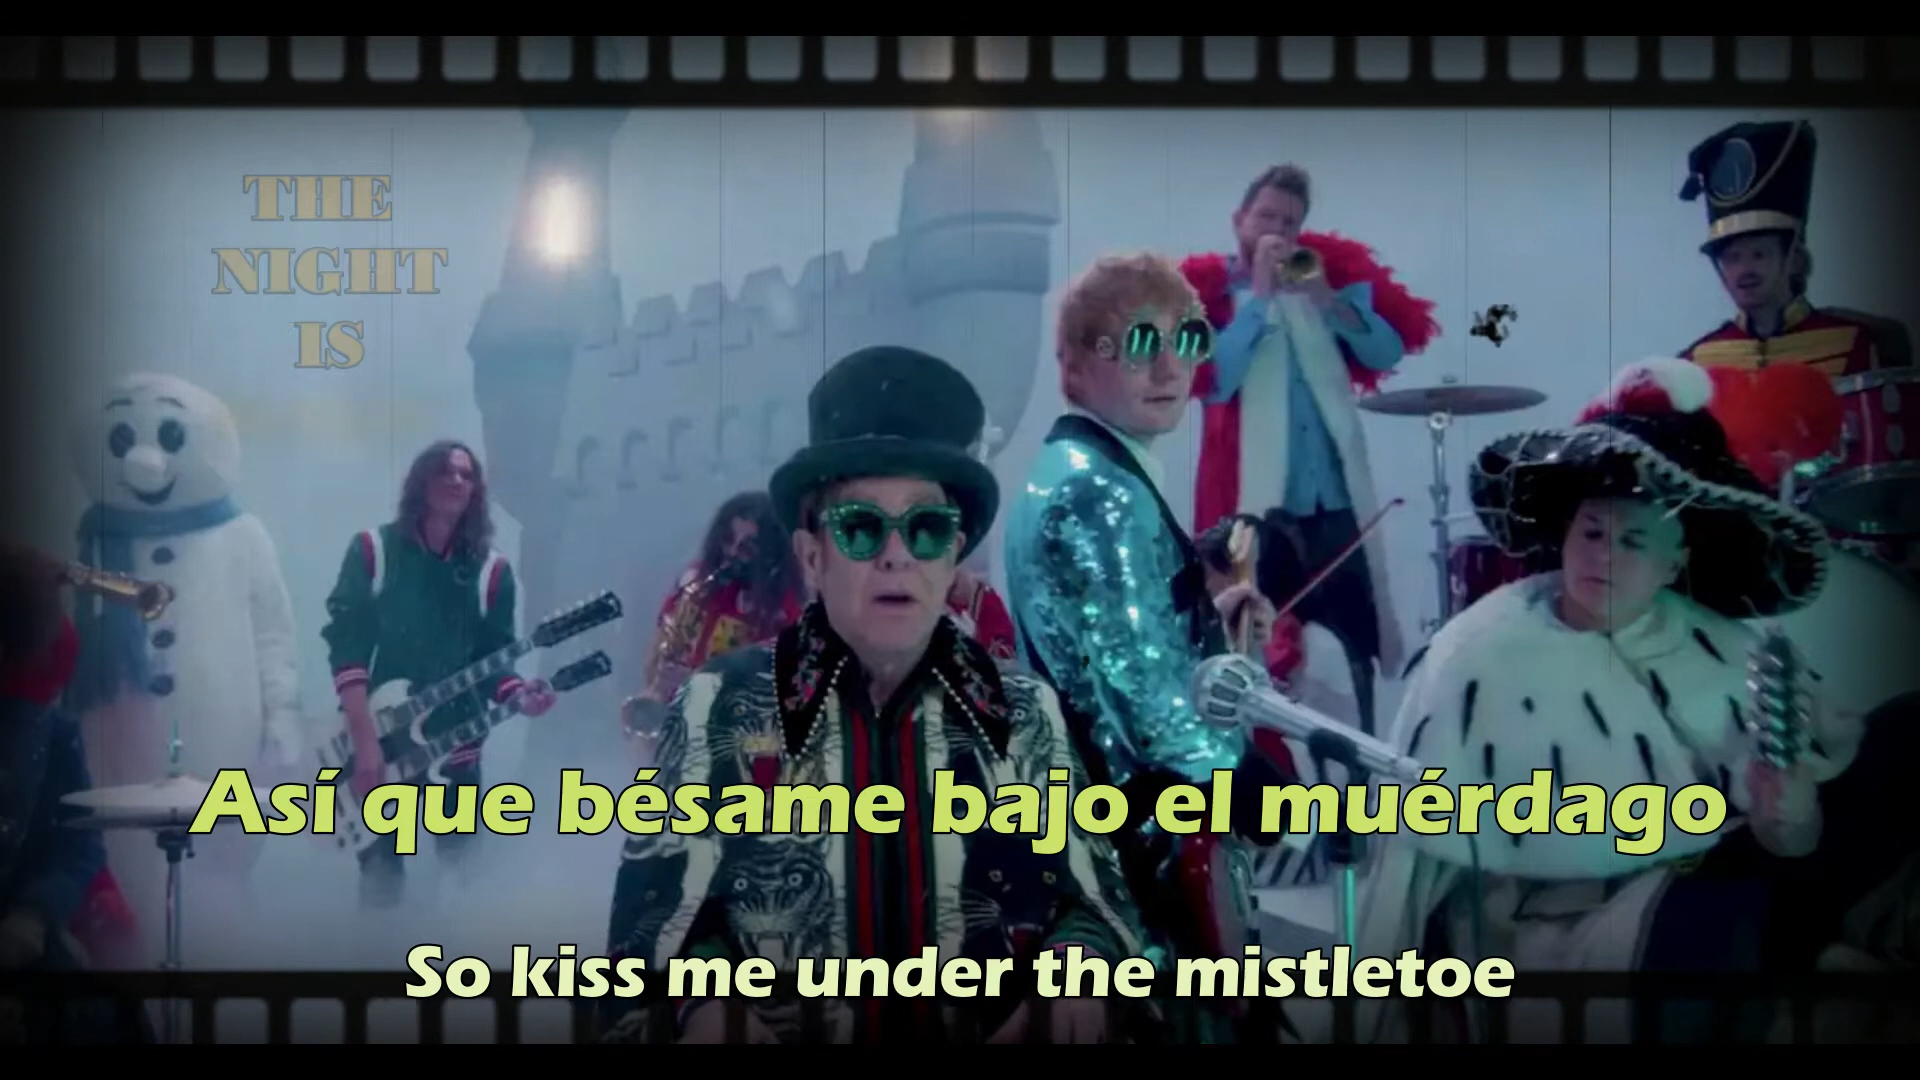 THE
NIGHT
IS
Así que bésame bajo el muérdago
So kiss me under the mistletoe